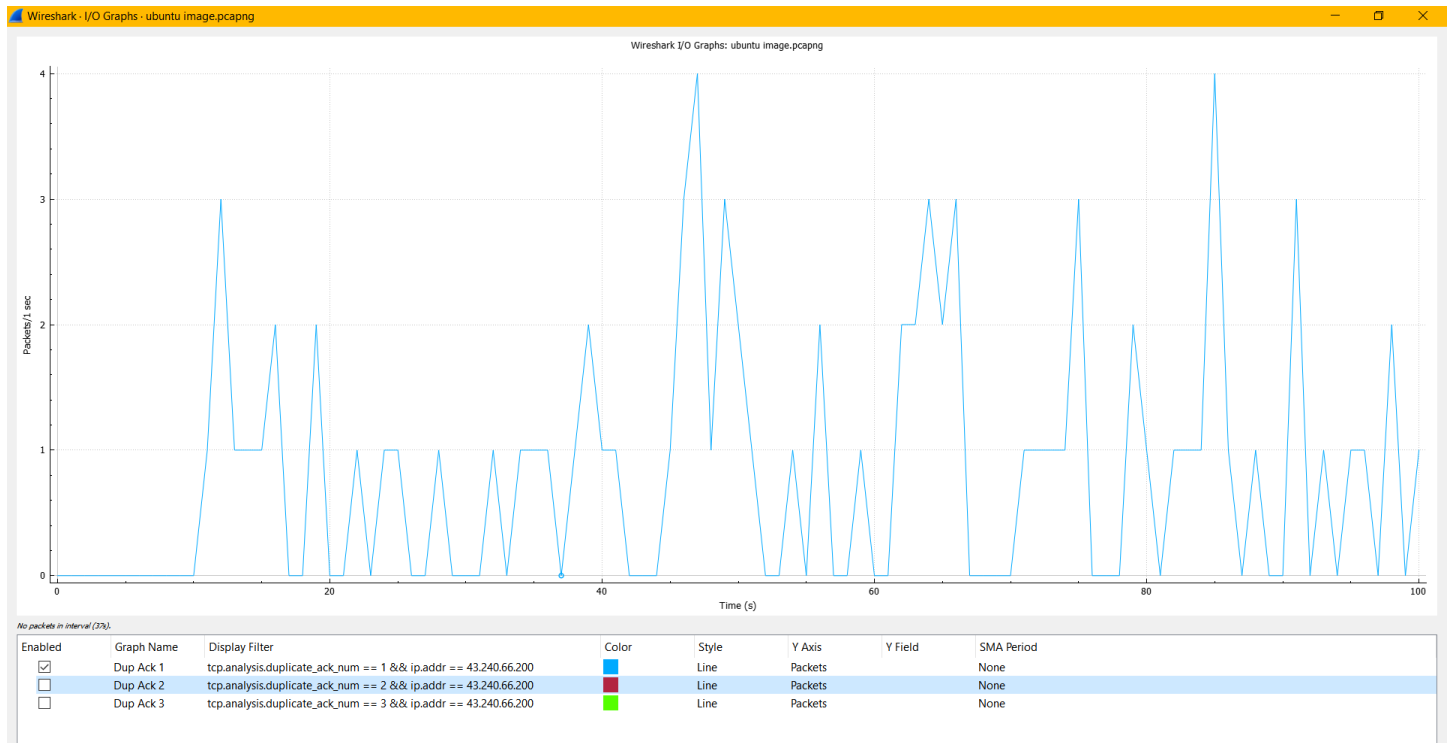 Wireshark · I/O Graphs · ubuntu image.pcapng
Wireshark I/O Graphs: ubuntu image.pcapng
4
3
2
1
0
Packets/1 sec
0 20 40 60 80 100
Time (s)
No packets in interval (37s).
Enabled Graph Name Display Filter Color Style Y Axis Y Field SMA Period
Dup Ack 1 tcp.analysis.duplicate_ack_num == 1 && ip.addr == 43.240.66.200 Line Packets None
Dup Ack 2 tcp.analysis.duplicate_ack_num == 2 && ip.addr == 43.240.66.200 Line Packets None
Dup Ack 3 tcp.analysis.duplicate_ack_num == 3 && ip.addr == 43.240.66.200 Line Packets None